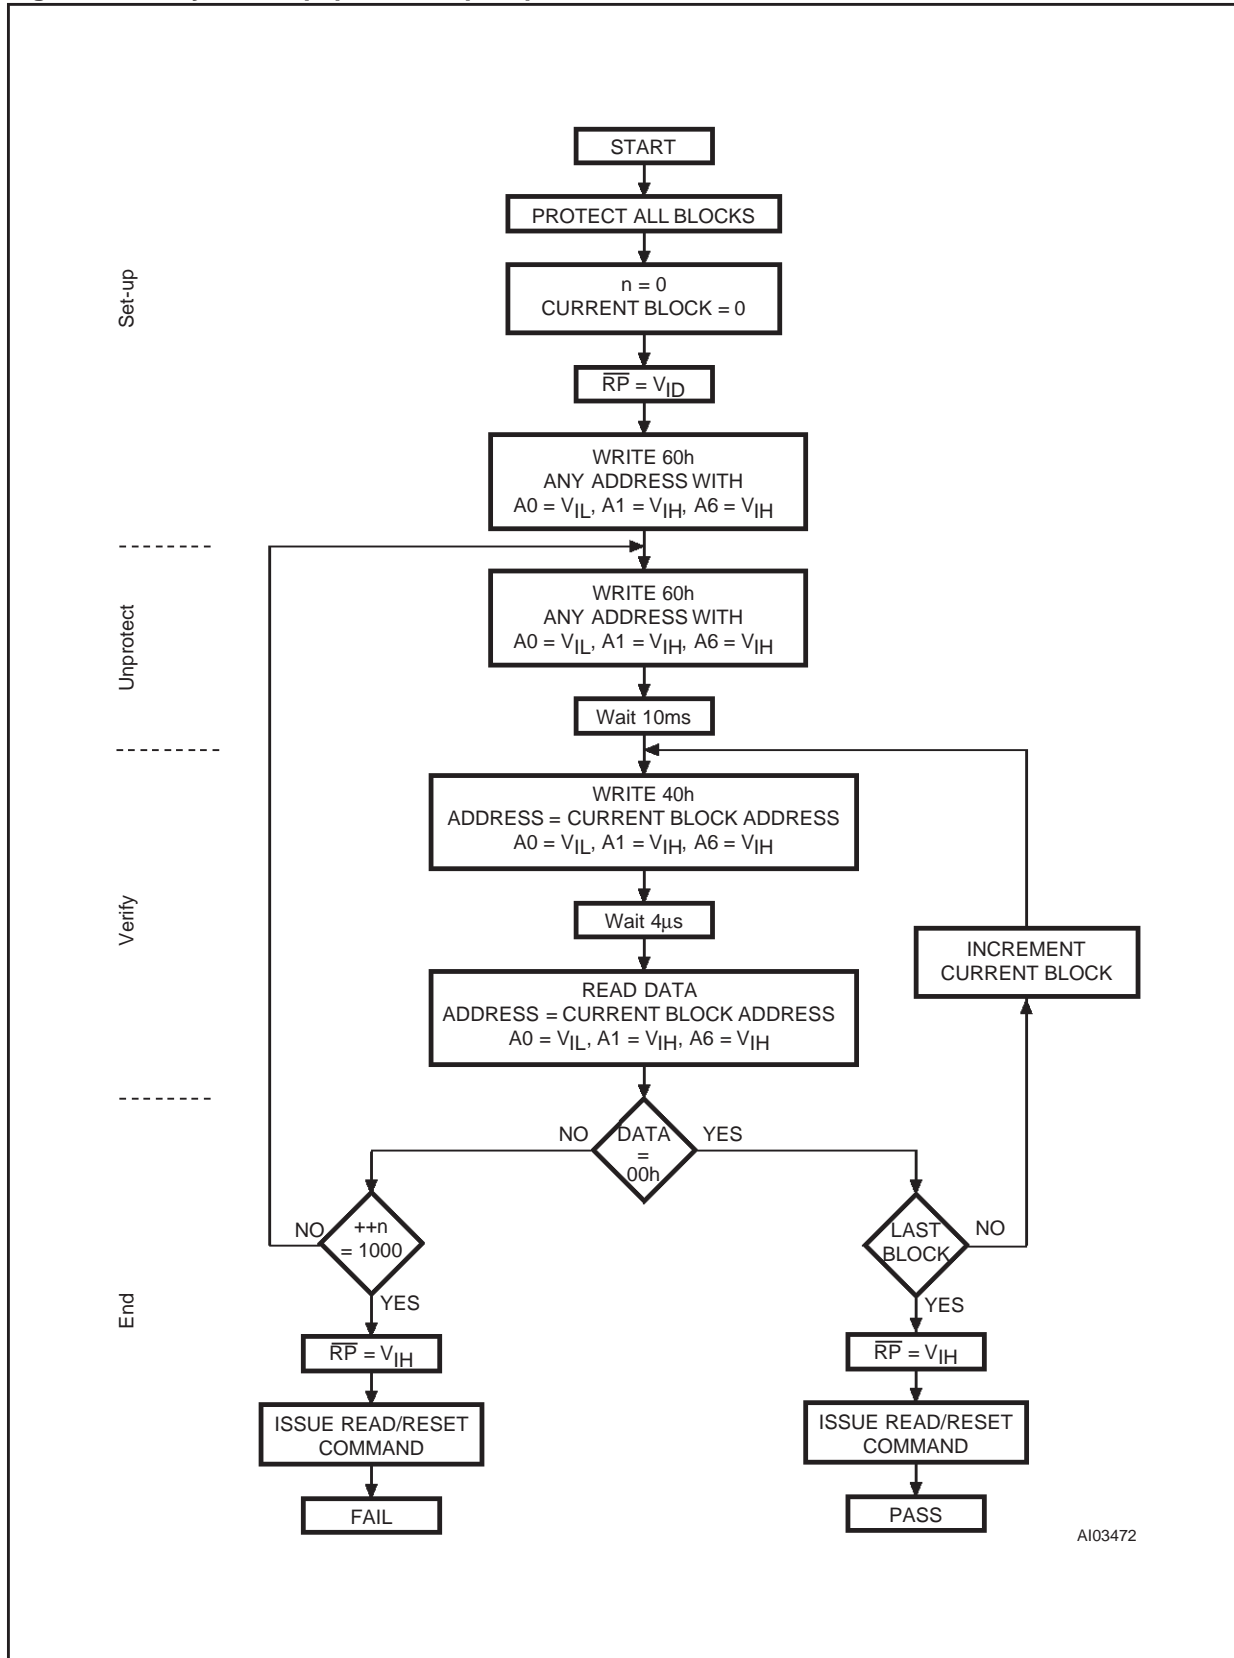 START
PROTECT ALL BLOCKS
Set-up
n = 0
CURRENT BLOCK = 0
RP = VID
WRITE 60h
ANY ADDRESS WITH
A0 = VIL, A1 = VIH, A6 = VIH
Unprotect
WRITE 60h
ANY ADDRESS WITH
A0 = VIL, A1 = VIH, A6 = VIH
Wait 10ms
Verify
WRITE 40h
ADDRESS = CURRENT BLOCK ADDRESS
A0 = VIL, A1 = VIH, A6 = VIH
Wait 4µs
INCREMENT
CURRENT BLOCK
READ DATA
ADDRESS = CURRENT BLOCK ADDRESS
A0 = VIL, A1 = VIH, A6 = VIH
End
NO
DATA
=
00h
YES
NO
++n
= 1000
YES
LAST
BLOCK
NO
YES
RP = VIH
RP = VIH
ISSUE READ/RESET
COMMAND
ISSUE READ/RESET
COMMAND
FAIL
PASS
AI03472